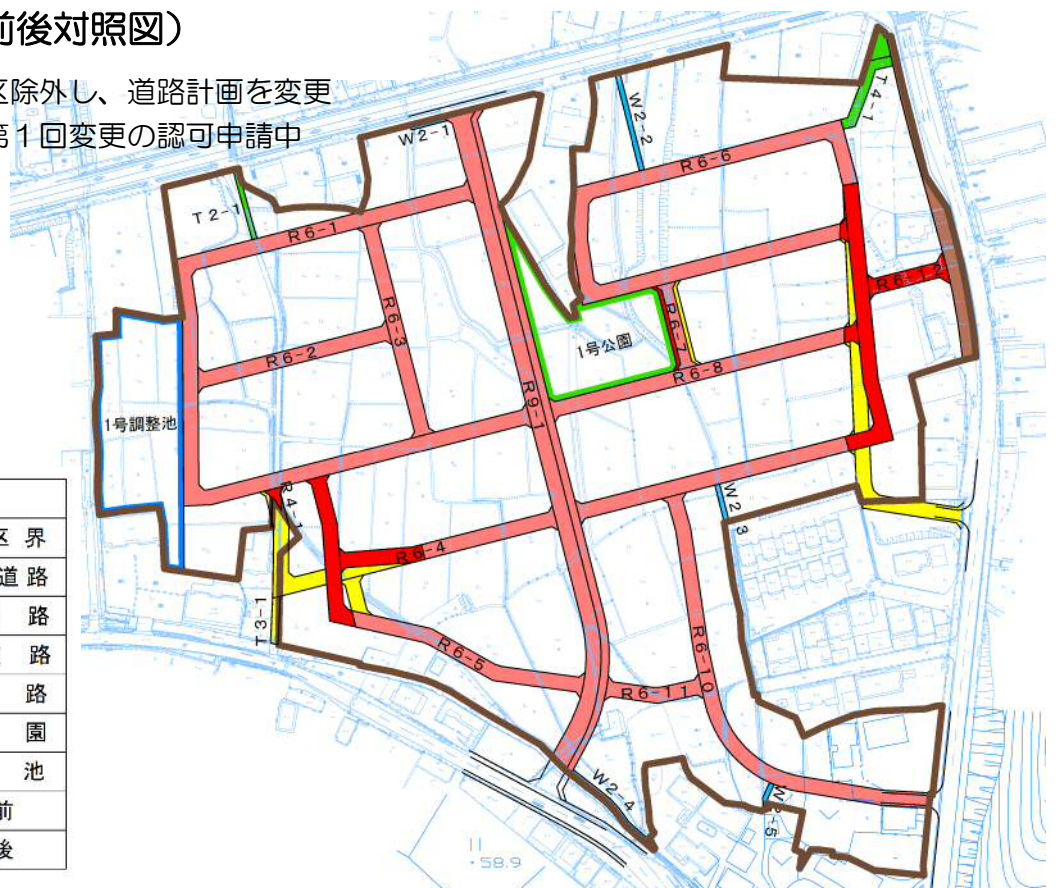 前後対照図）
区除外し、道路計画を変更
第１回変更の認可申請中
W2-1
W2-2
T4-1
R6-6
T2-1
R6-1
R6-12
R6-3
R6-7
1号公園
R6-2
R6-8
R9-1
1号調整池
R4-1
W2-3
R6-4
T3-1
R6-5
R6-10
R6-11
W2-4
W2-5
58.9
区 界
道 路
路
路
路
園
池
前
後